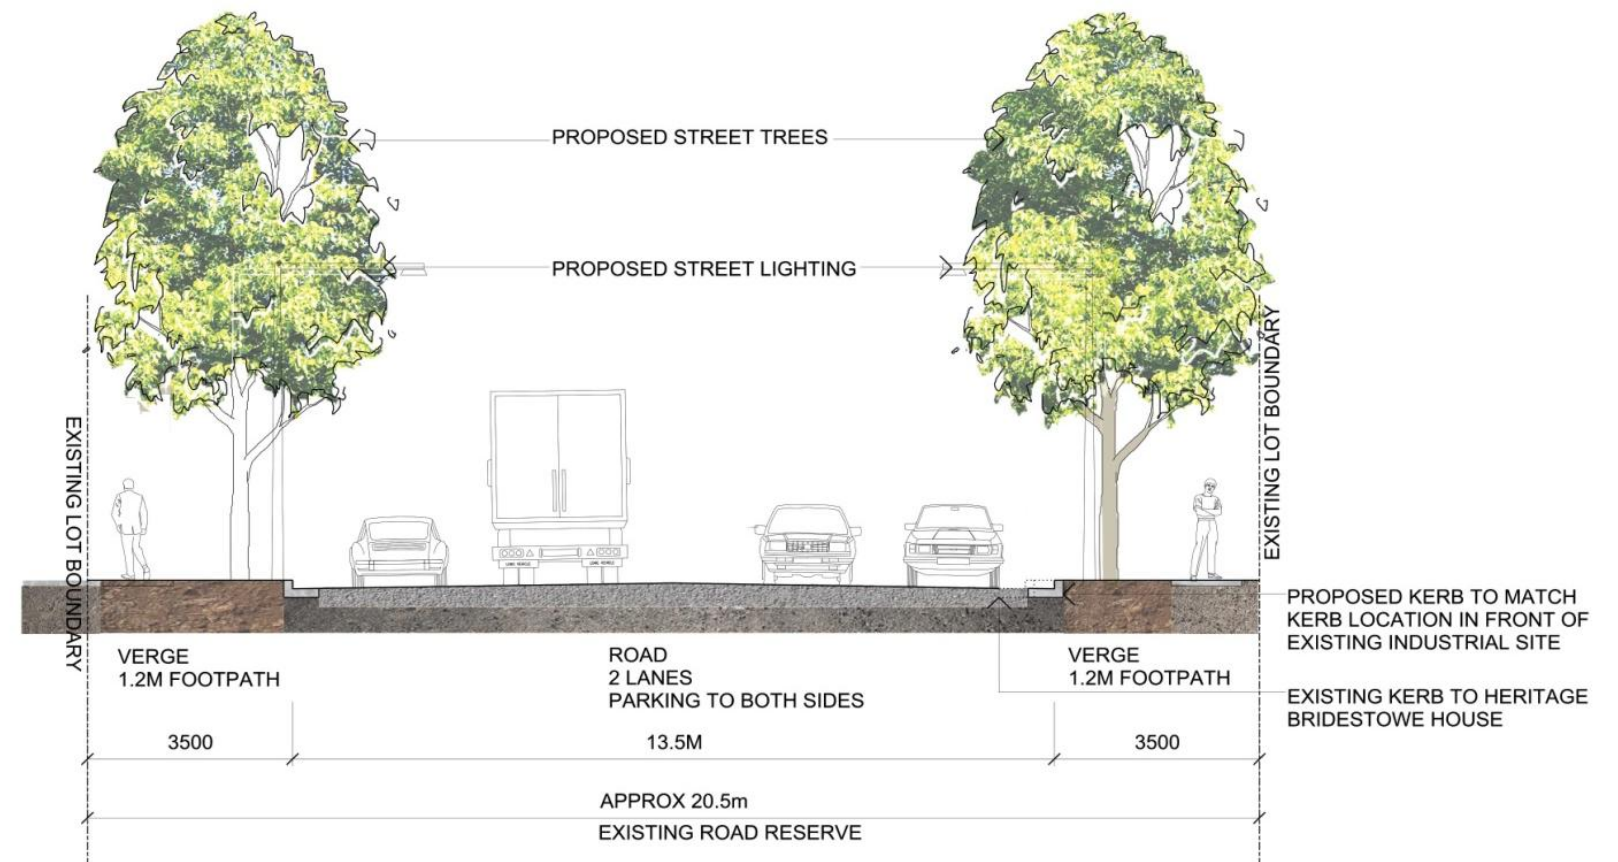 PROPOSED STREET TREES
PROPOSED STREET LIGHTING
EXISTING LOT BOUNDARY
EXISTING LOT BOUNDARY
PROPOSED KERB TO MATCH
KERB LOCATION IN FRONT OF
EXISTING INDUSTRIAL SITE
EXISTING KERB TO HERITAGE
BRIDESTOWE HOUSE
VERGE
1.2M FOOTPATH
ROAD
2 LANES
PARKING TO BOTH SIDES
VERGE
1.2M FOOTPATH
3500
13.5M
3500
APPROX 20.5m
EXISTING ROAD RESERVE